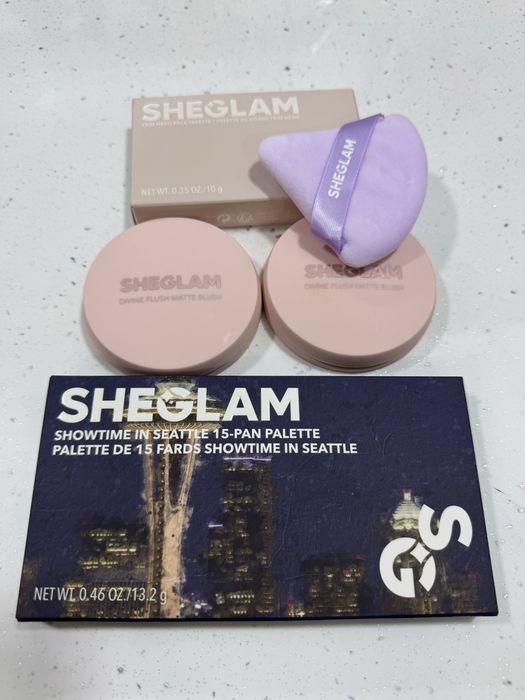 SHEGLAM
NET WT. 0.35 OZ./10 g
SHEGLAM
SHEGLAM
DIVINE FLUSH MATTE BLUSH
SHEGLAM
DIVINE FLUSH MATTE BLUSH
SHEGLAM
SHOWTIME IN SEATTLE 15-PAN PALETTE
PALETTE DE 15 FARDS SHOWTIME IN SEATTLE
GS
NET WT. 0.46 OZ./13.2 g